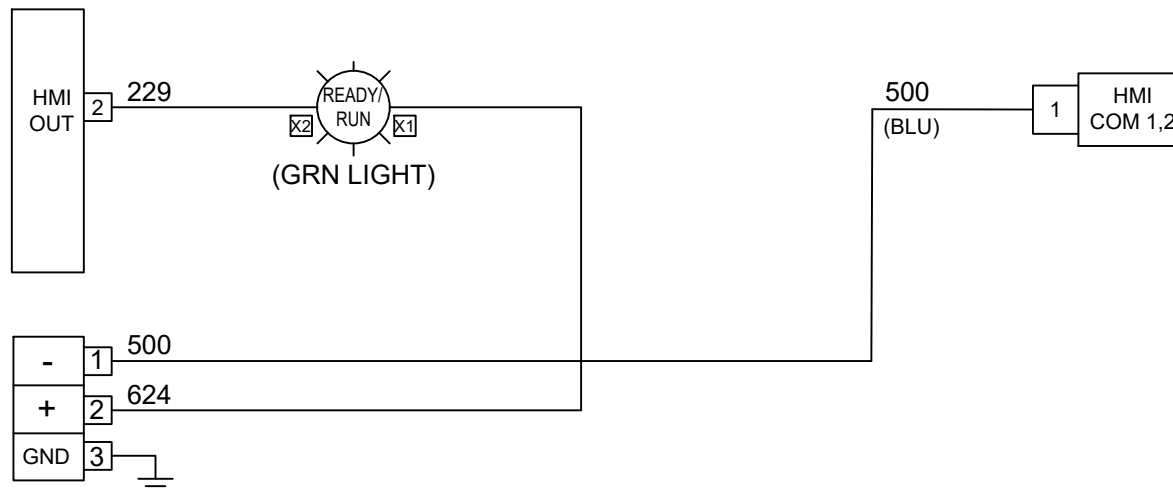 HMI
OUT
2
229
READY/
RUN
X2
X1
(GRN LIGHT)
500
(BLU)
1
HMI
COM 1,2
-
1
500
+
2
624
GND
3